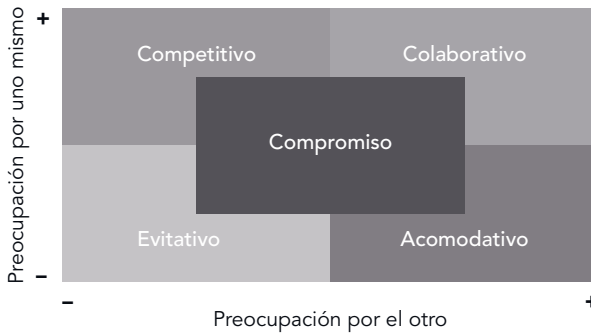 +
Preocupación por uno mismo
Competitivo
Colaborativo
Compromiso
Evitativo
Acomodativo
–
–
+
Preocupación por el otro